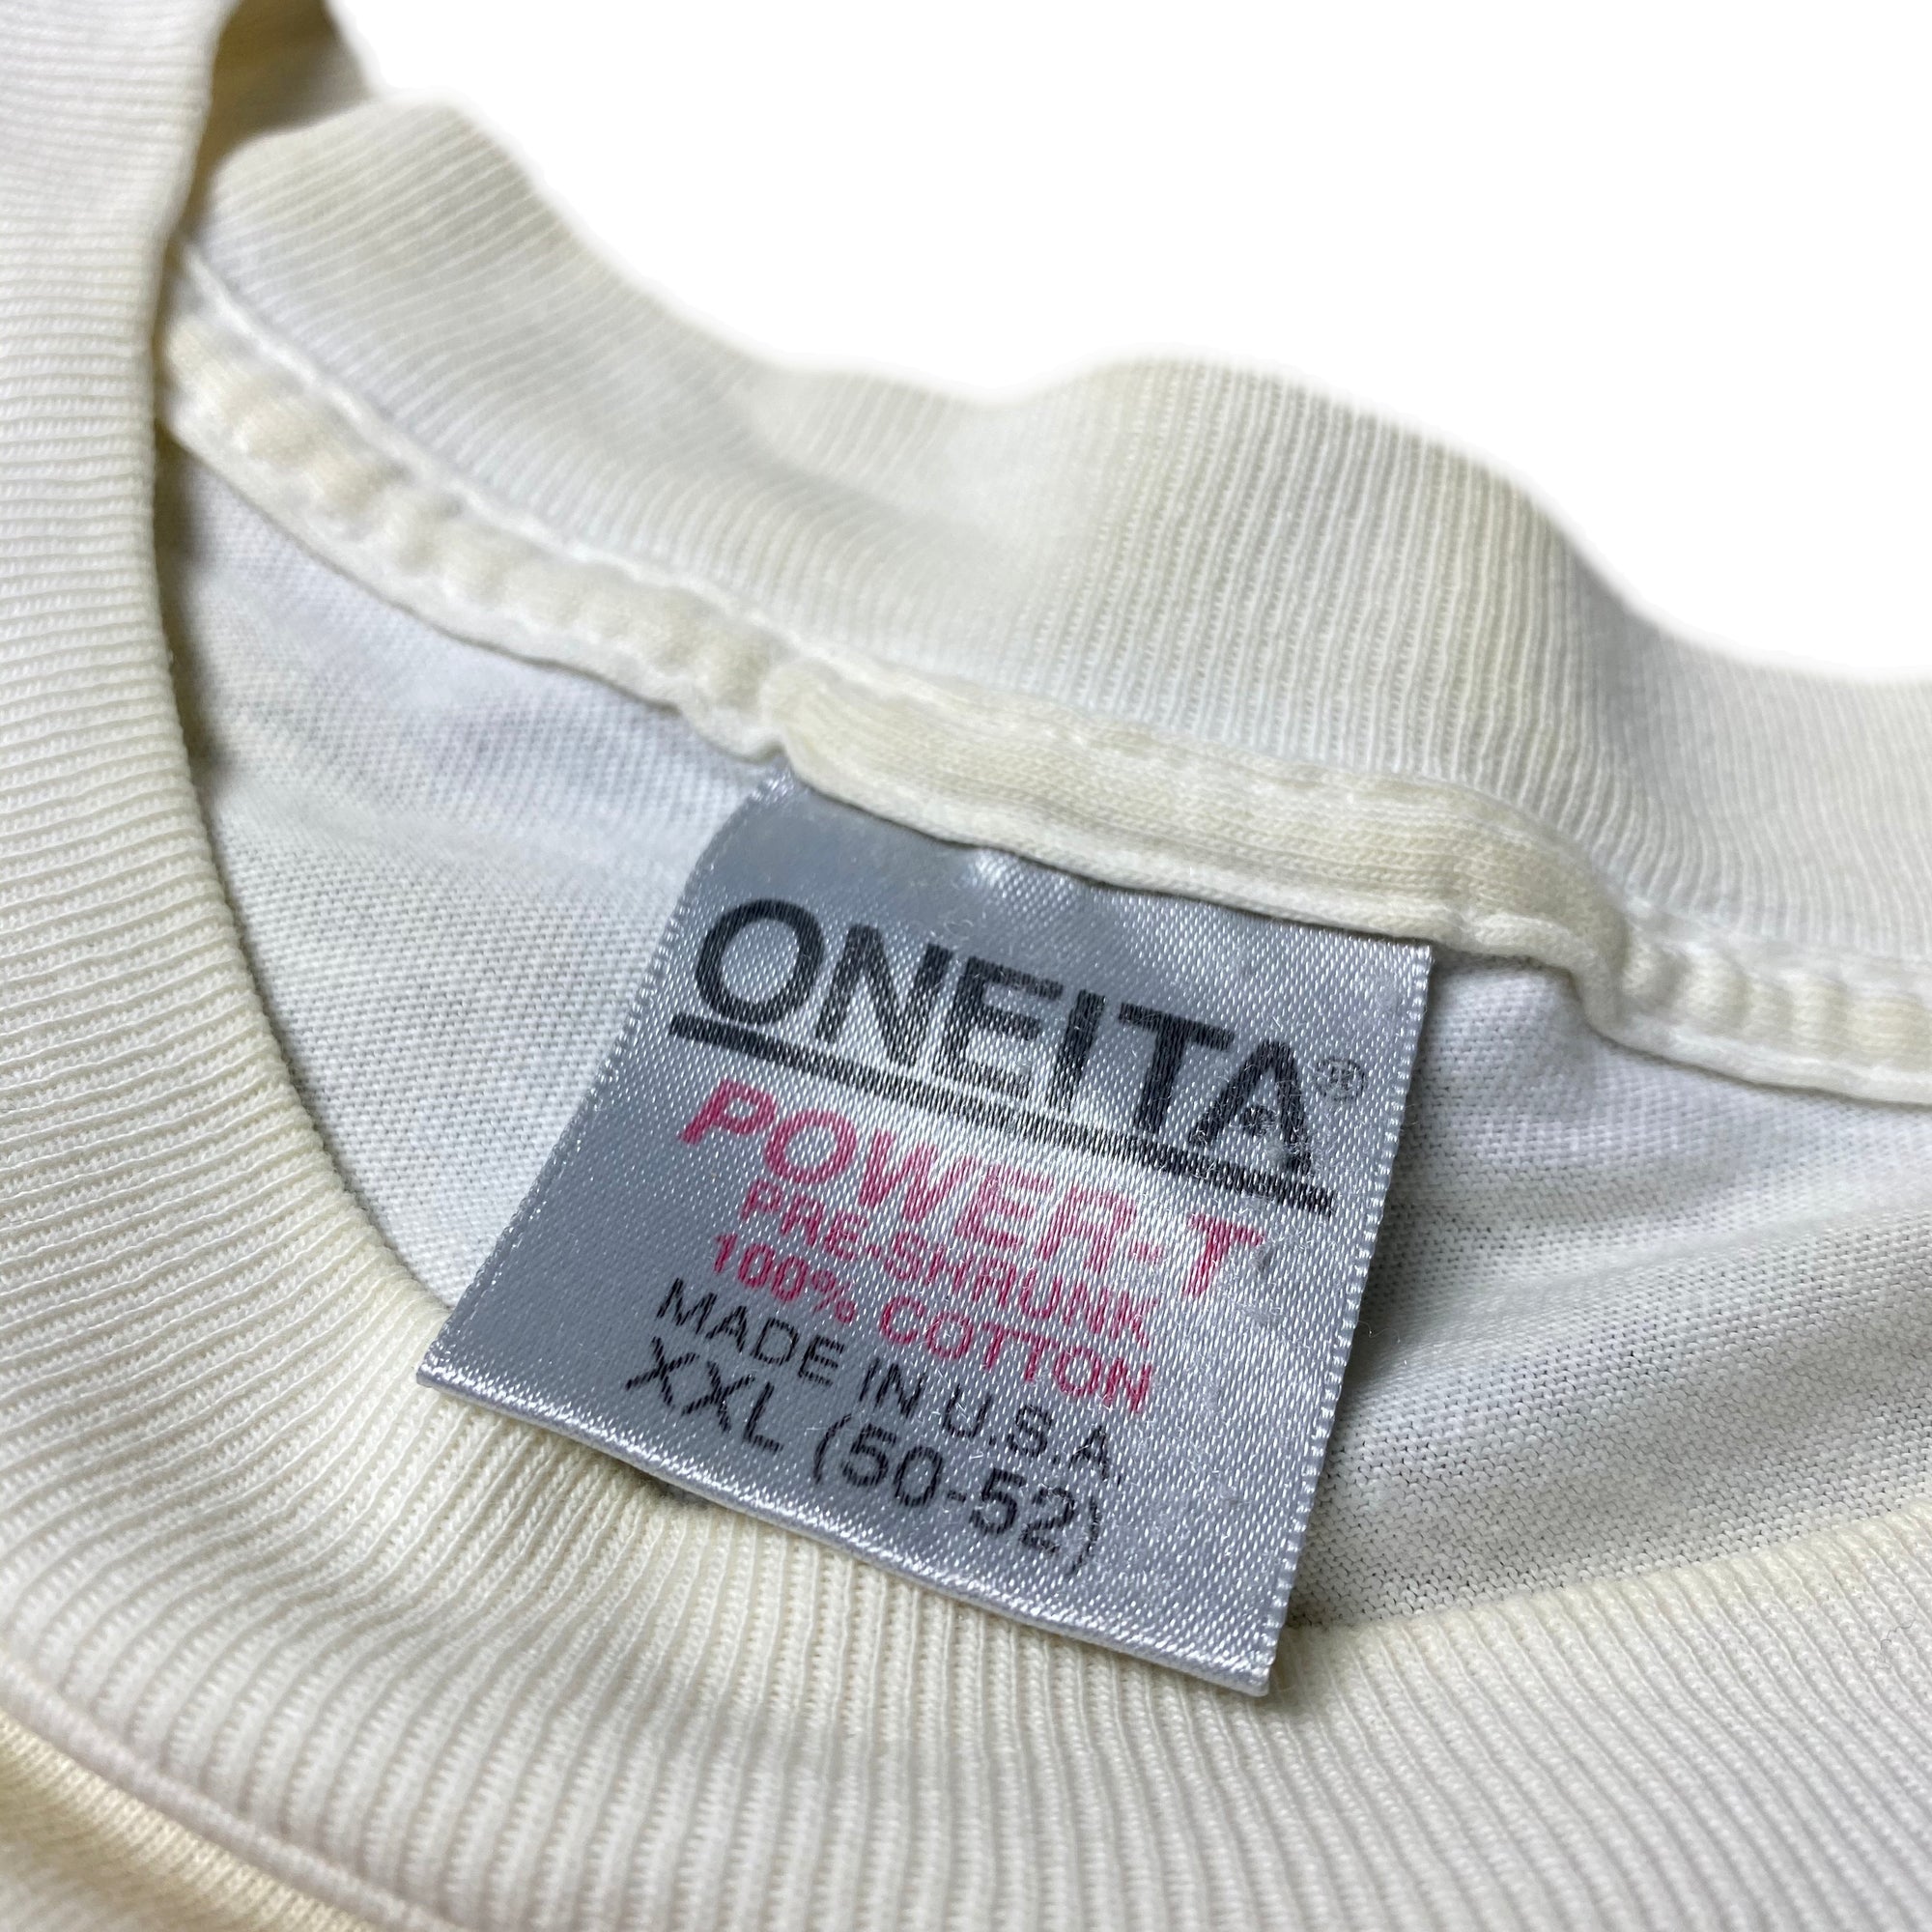 ONEITA®
POWER-T
PRE-SHRUNK
100% COTTON
MADE IN U.S.A.
XXL (50-52)